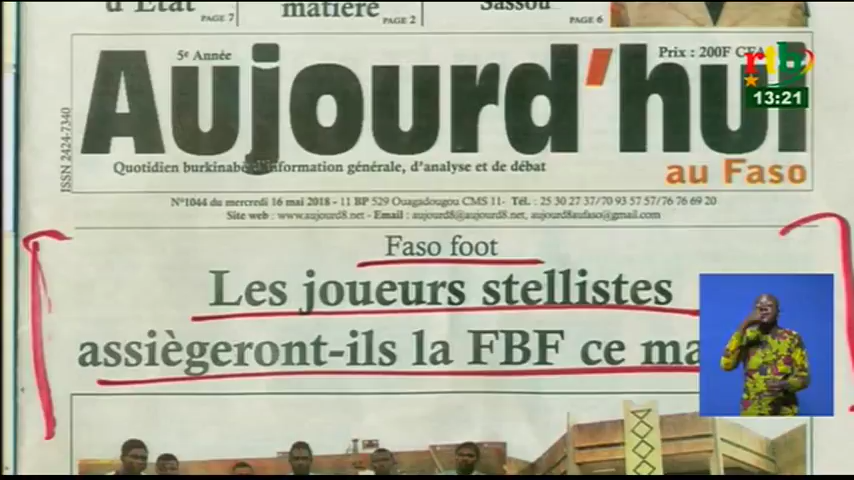 d'Etat
PAGE 7
matière
PAGE 2
Sassou
PAGE 6
5e Année
Prix : 200F CFA
Aujourd'hui
au Faso
rtb
13:21
ISSN 2424-7340
Quotidien burkinabè d'information générale, d'analyse et de débat
N°1044 du mercredi 16 mai 2018 - 11 BP 529 Ouagadougou CMS 11- Tél. : 25 30 27 37/70 93 57 57/76 76 69 20
Site web : www.aujourd8.net - Email : aujourd8@aujourd8.net, aujourd8aufaso@gmail.com
Faso foot
Les joueurs stellistes
assiègeront-ils la FBF ce ma